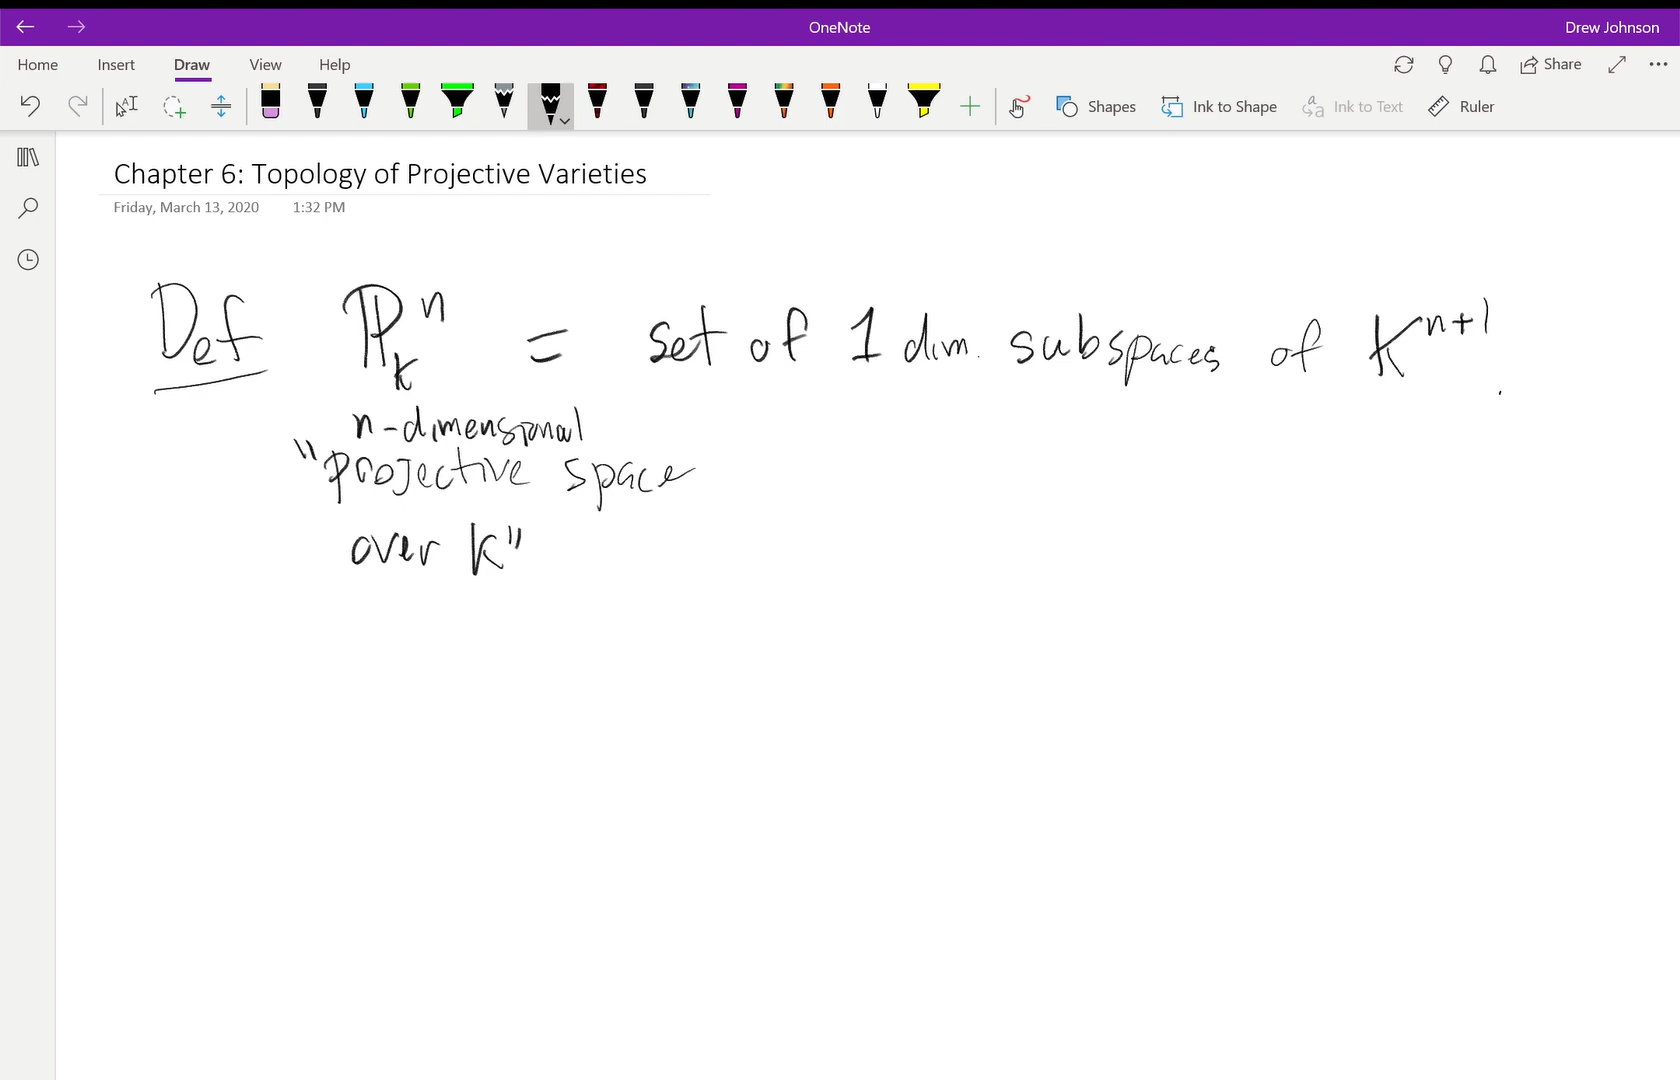 OneNote
Drew Johnson
Home Insert Draw View Help
Share
Shapes Ink to Shape Ink to Text Ruler
Chapter 6: Topology of Projective Varieties
Friday, March 13, 2020 1:32 PM
Def ℙⁿₖ = set of 1 dim. subspaces of Kⁿ⁺¹.
n-dimensional
"projective space
over K"